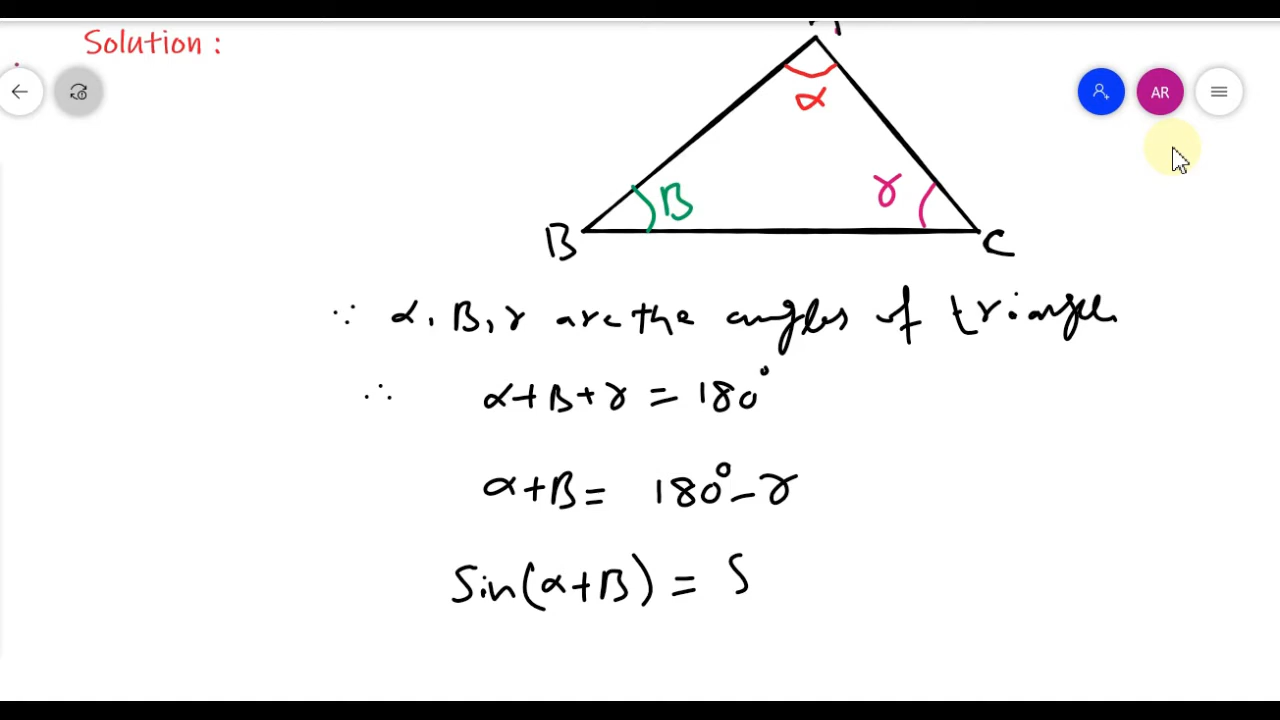 Solution :
A
α
AR
β
γ
B
C
∵ α, β, γ are the angles of triangle.
∴ α+β+γ = 180°
α+β = 180°-γ
Sin(α+β) = S